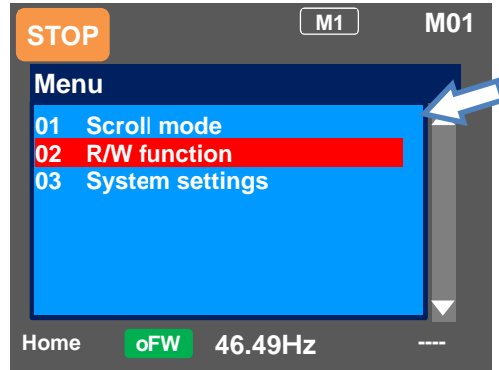 STOP M1 M01
Menu
01 Scroll mode
02 R/W function
03 System settings
Home oFW 46.49Hz ----